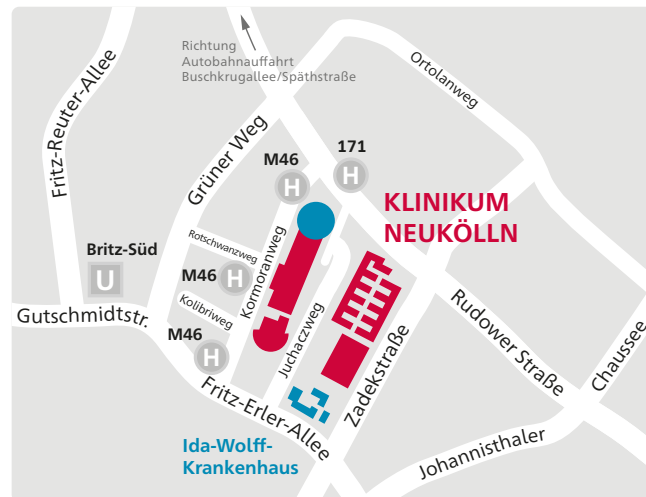 Richtung
Autobahnauffahrt
Buschkrugallee/Späthstraße
Ortolanweg
Fritz-Reuter-Allee
Grüner Weg
M46
H
171
H
KLINIKUM
NEUKÖLLN
Rotschwanzweg
Britz-Süd
U
M46
H
Kormoranweg
Kolibriweg
Gutschmidtstr.
M46
H
Juchaczweg
Rudower Straße
Zadekstraße
Chaussee
Fritz-Erler-Allee
Johannisthaler
Ida-Wolff-
Krankenhaus